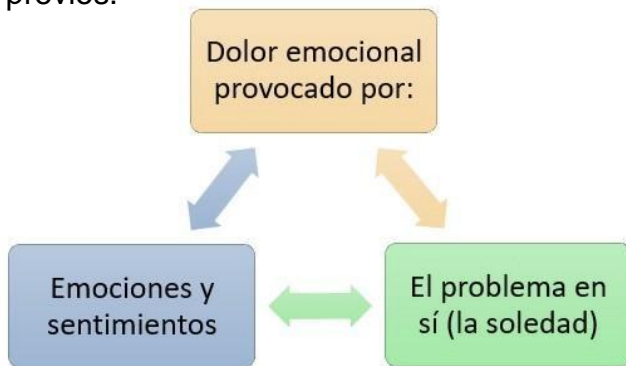 previos.
Dolor emocional
provocado por:
Emociones y
sentimientos
El problema en
sí (la soledad)